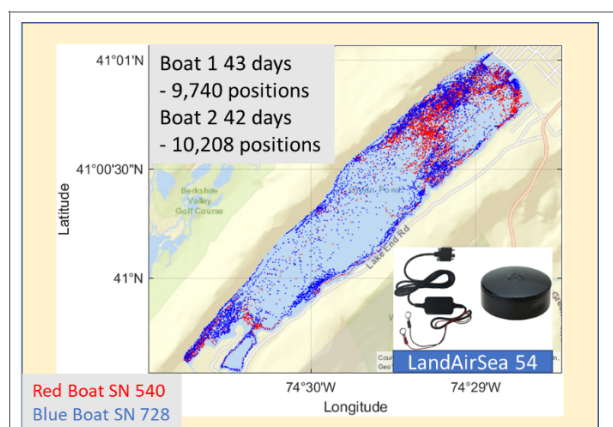 Boat 1 43 days
- 9,740 positions
Boat 2 42 days
- 10,208 positions
41°01'N
41°00'30"N
41°N
Latitude
Berkshire
Valley
Golf Course
Lake End Rd
LandAirSea 54
74°30'W
74°29'W
Longitude
Red Boat SN 540
Blue Boat SN 728